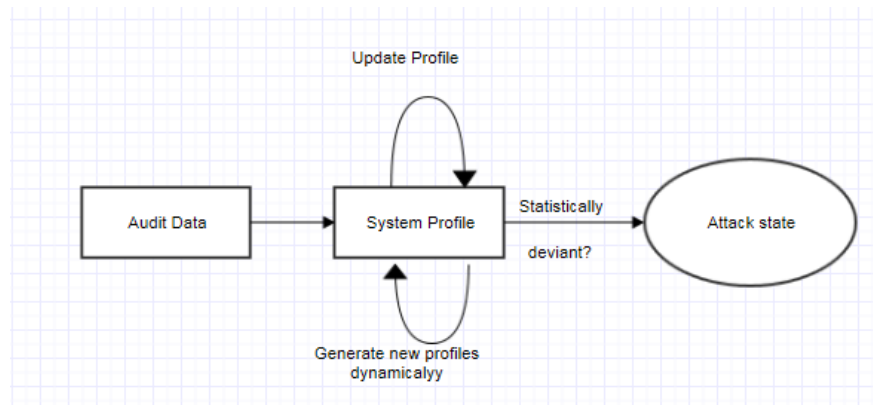 Update Profile
Audit Data
System Profile
Statistically
deviant?
Attack state
Generate new profiles
dynamicalyy